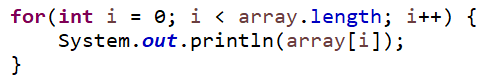 for(int i = 0; i < array.length; i++) {
    System.out.println(array[i]);
}